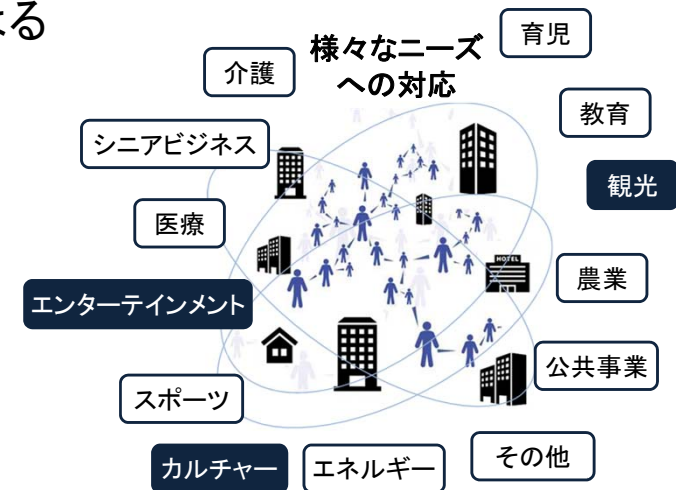 はる
様々なニーズ
への対応
育児
介護
教育
シニアビジネス
観光
医療
HOTEL
農業
エンターテインメント
公共事業
スポーツ
カルチャー
エネルギー
その他